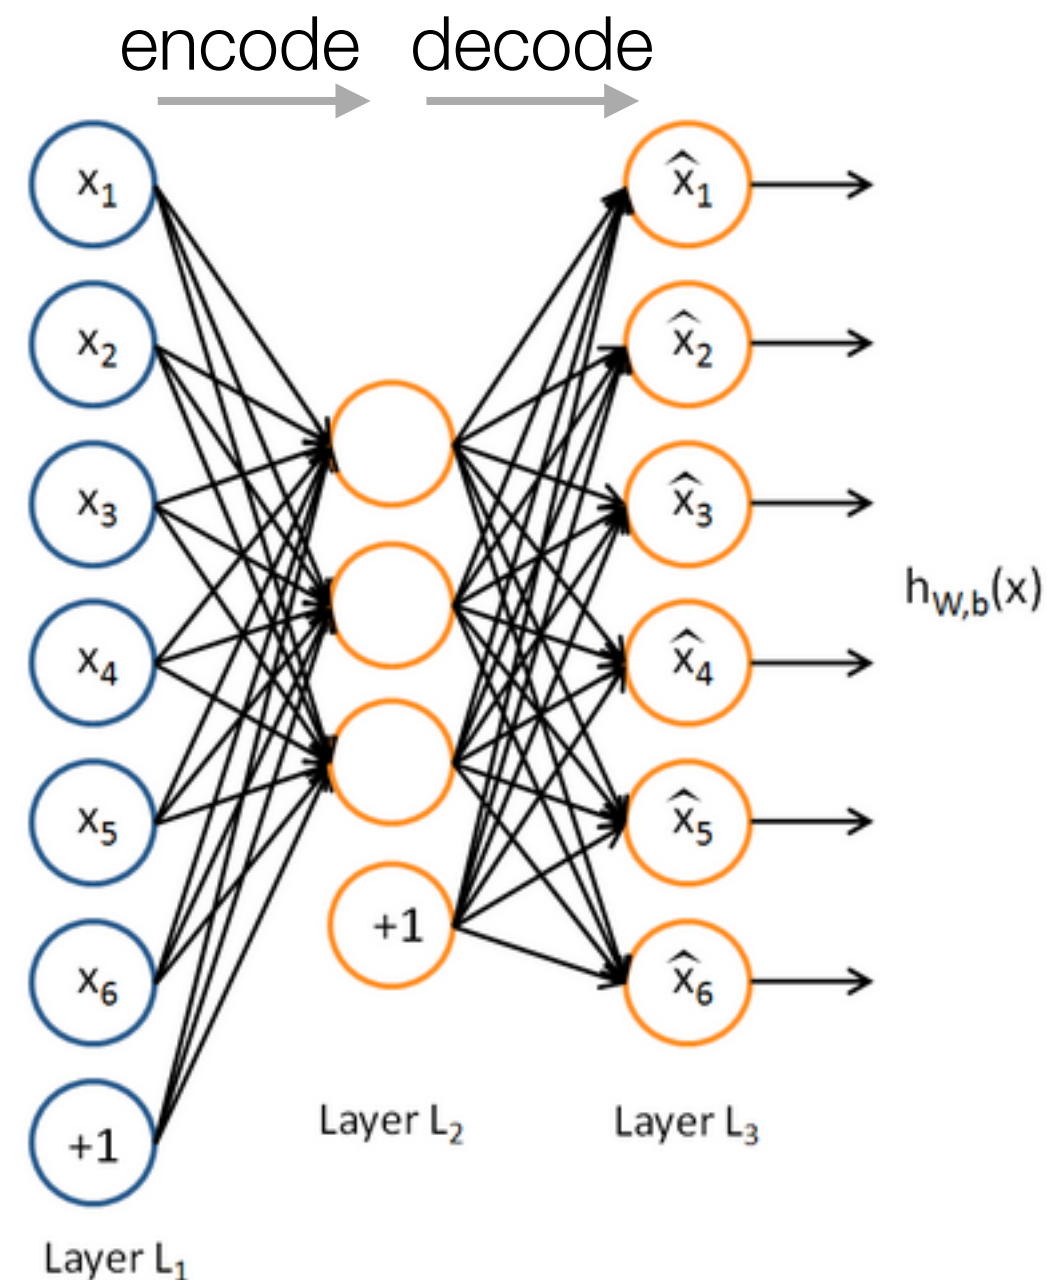 encode decode
x₁
x₂
x₃
x₄
x₅
x₆
+1
Layer L₁
+1
Layer L₂
x̂₁
x̂₂
x̂₃
x̂₄
x̂₅
x̂₆
Layer L₃
h_W,b(x)